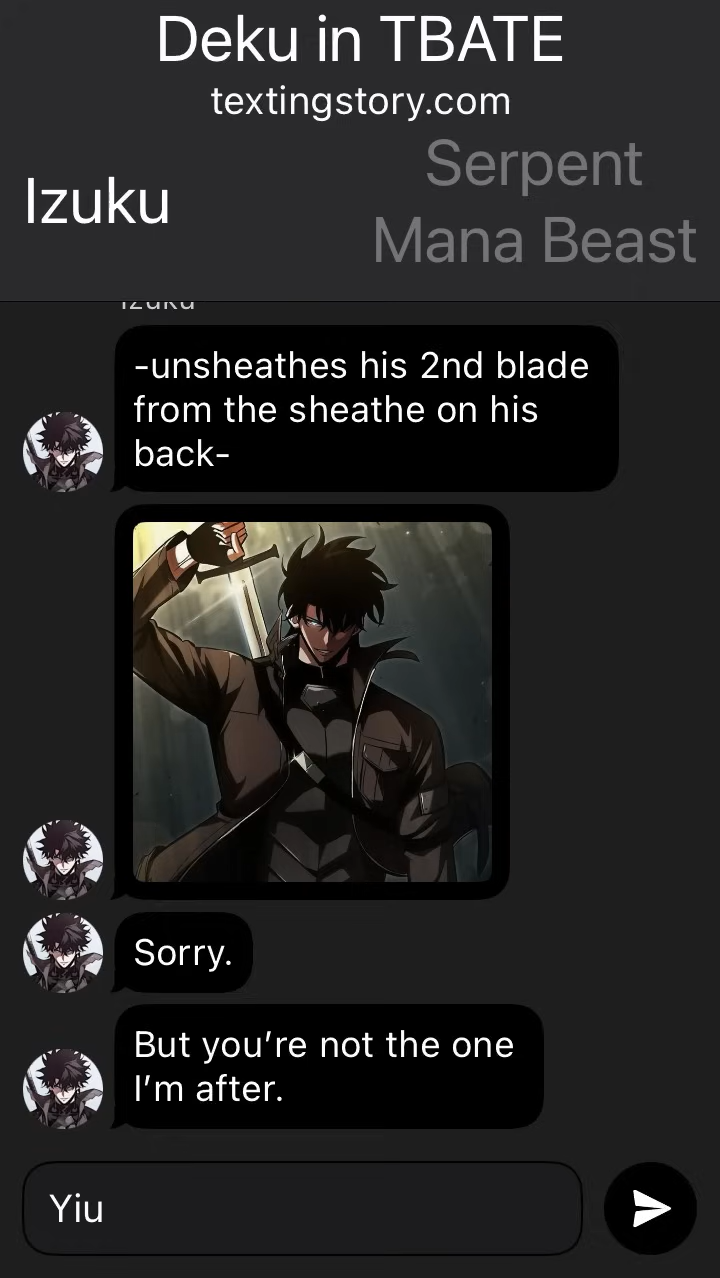 Deku in TBATE
textingstory.com
Izuku
Serpent
Mana Beast
Izuku
-unsheathes his 2nd blade
from the sheathe on his
back-
Sorry.
But you’re not the one
I’m after.
Yiu